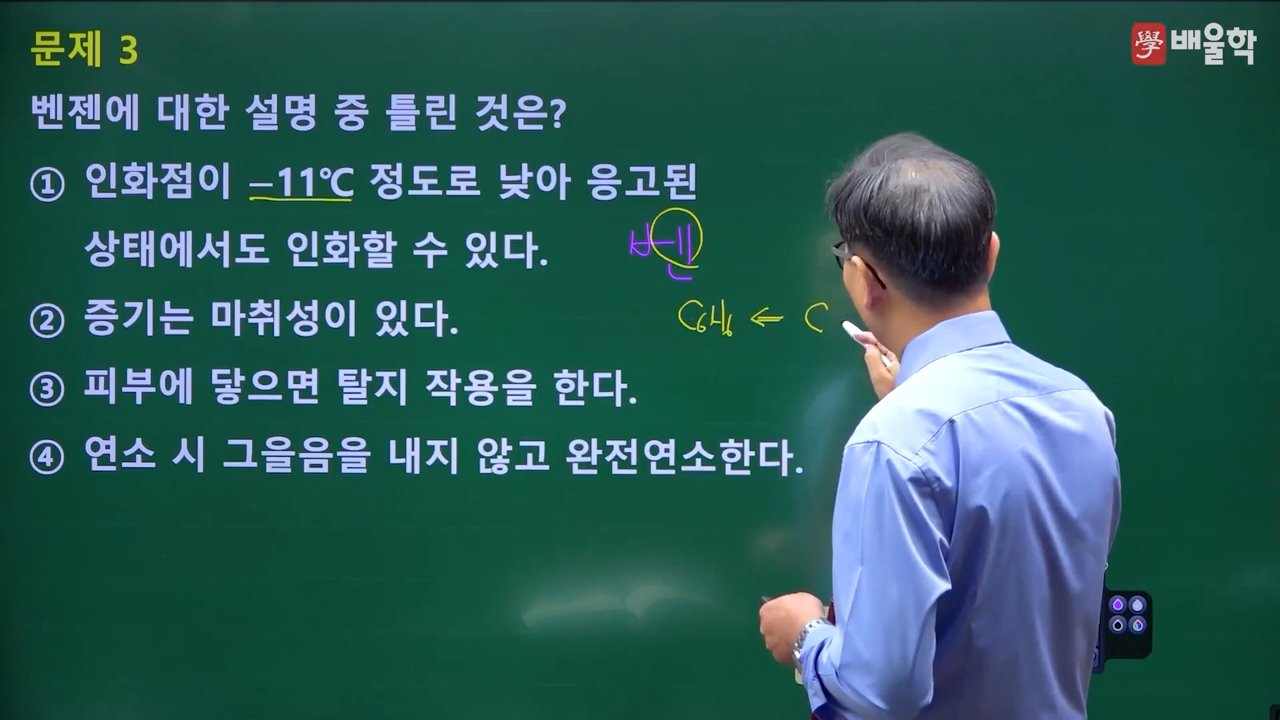 문제 3
學 배울학
벤젠에 대한 설명 중 틀린 것은?
① 인화점이 -11℃ 정도로 낮아 응고된
상태에서도 인화할 수 있다.
벤
② 증기는 마취성이 있다.
C6H6 ⇐ C
③ 피부에 닿으면 탈지 작용을 한다.
④ 연소 시 그을음을 내지 않고 완전연소한다.